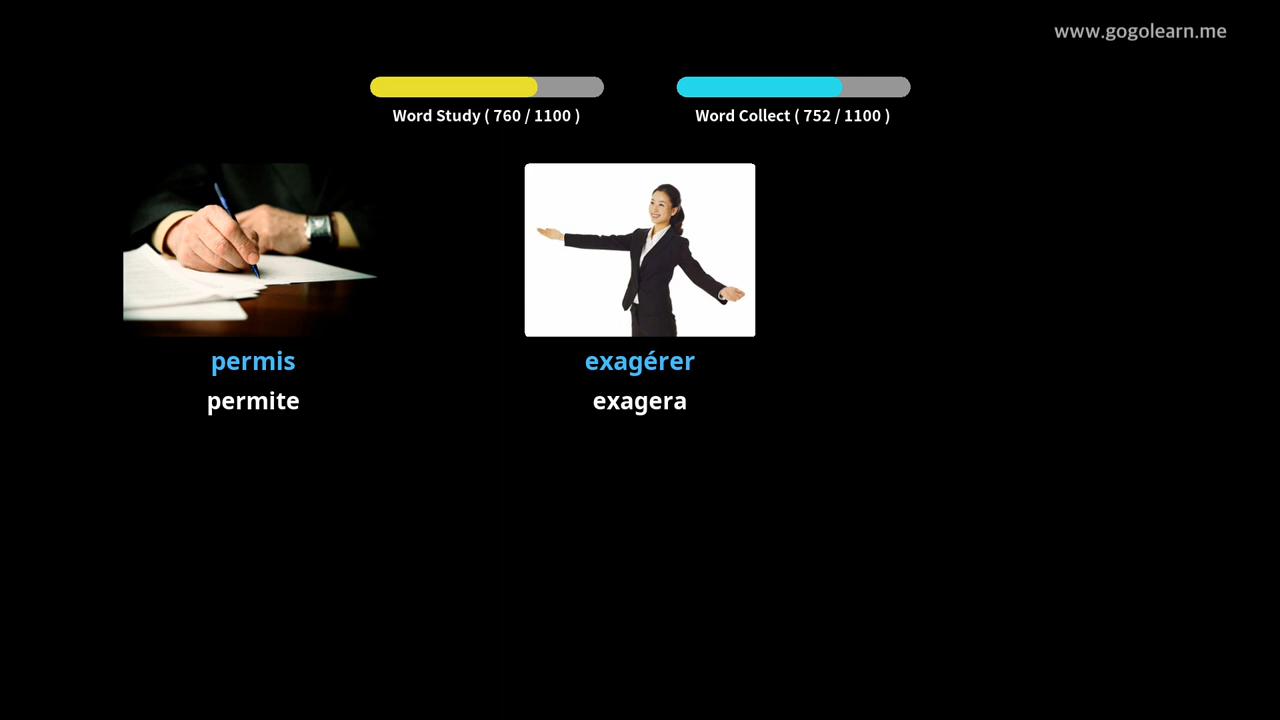 www.gogolearn.me
Word Study ( 760 / 1100 )
Word Collect ( 752 / 1100 )
permis
permite
exagérer
exagera